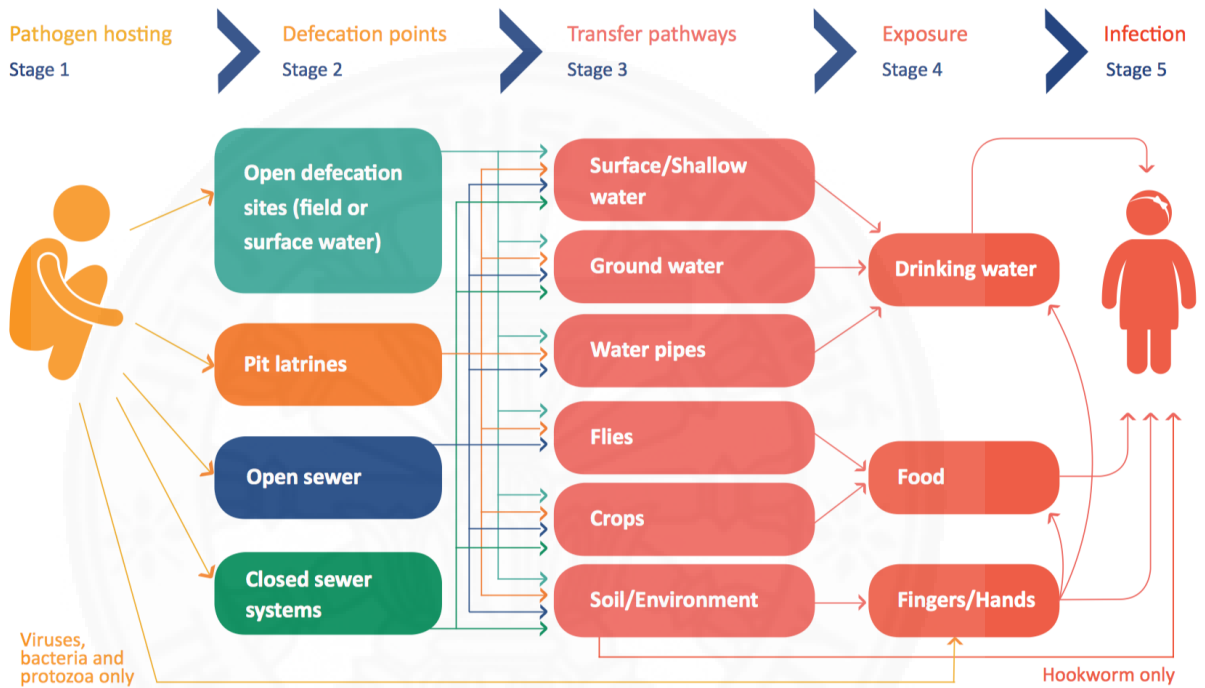 Pathogen hosting
Stage 1
Defecation points
Stage 2
Transfer pathways
Stage 3
Exposure
Stage 4
Infection
Stage 5
Open defecation
sites (field or
surface water)
Pit latrines
Open sewer
Closed sewer
systems
Surface/Shallow
water
Ground water
Water pipes
Flies
Crops
Soil/Environment
Drinking water
Food
Fingers/Hands
Viruses,
bacteria and
protozoa only
Hookworm only